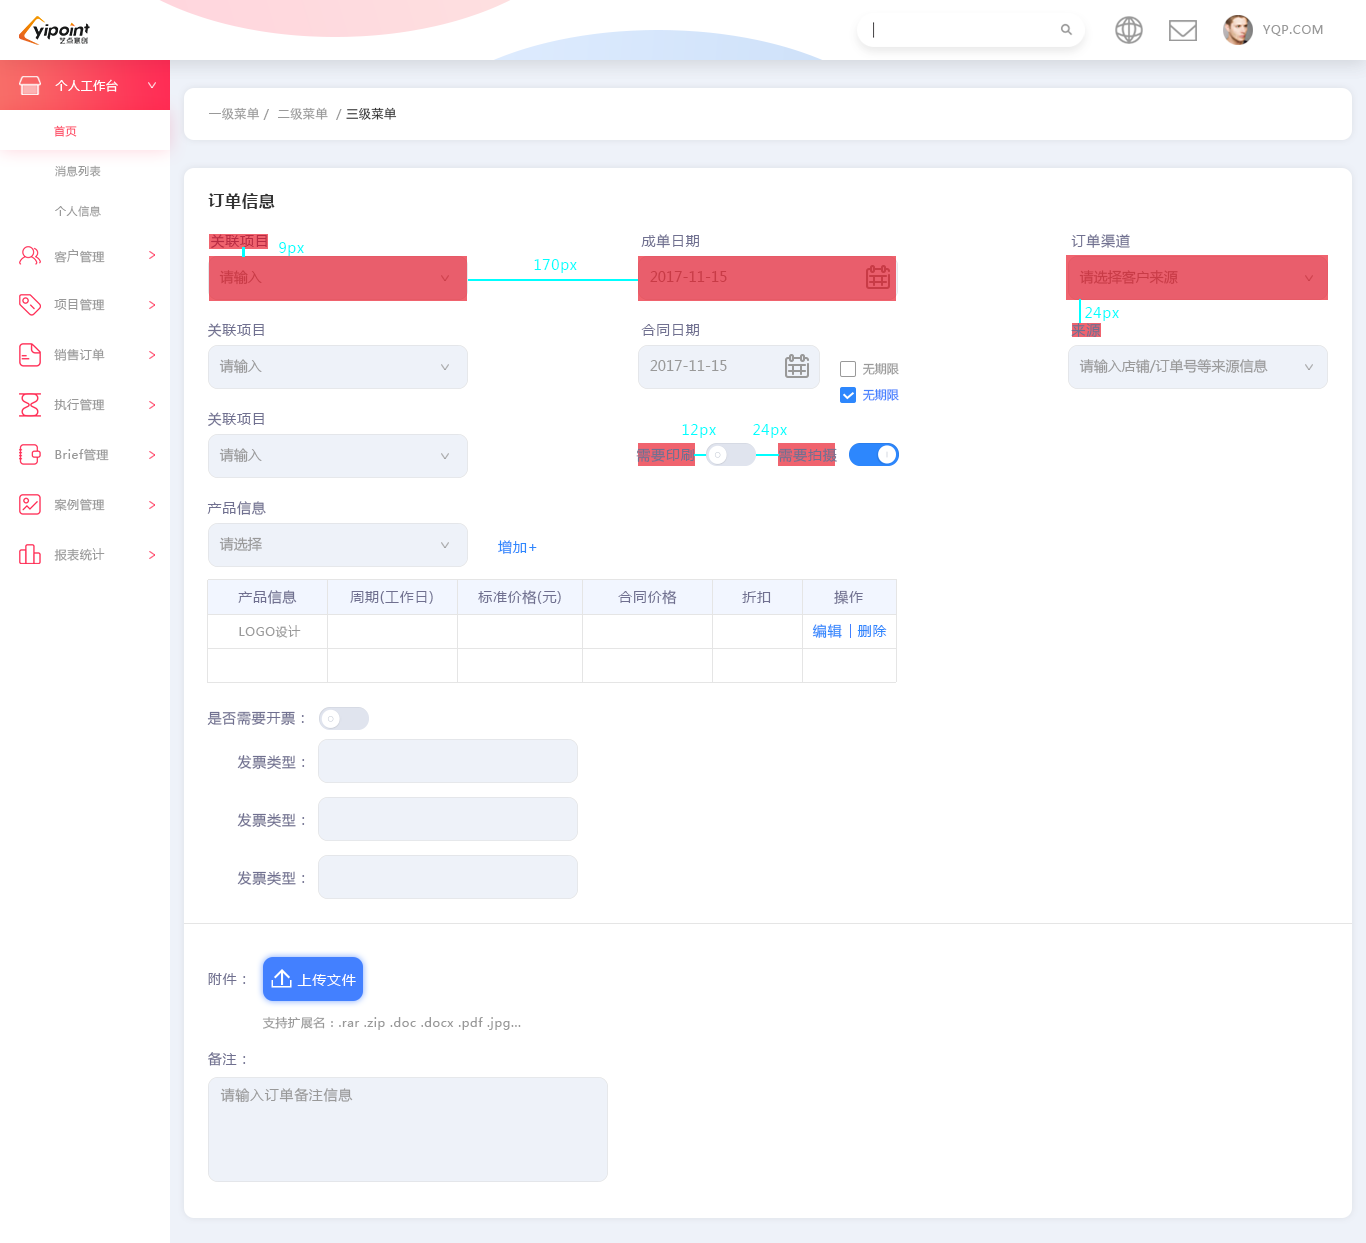 yipoint
艺点意创
YQP.COM
个人工作台
首页
消息列表
个人信息
客户管理
项目管理
销售订单
执行管理
Brief管理
案例管理
报表统计
一级菜单 / 二级菜单 / 三级菜单
订单信息
关联项目 成单日期 订单渠道
9px
170px
请输入 2017-11-15 请选择客户来源
24px
关联项目 合同日期 来源
请输入 2017-11-15 无期限 请输入店铺/订单号等来源信息
无期限
关联项目
12px 24px
请输入 需要印刷 需要拍摄
产品信息
请选择 增加+
产品信息 周期(工作日) 标准价格(元) 合同价格 折扣 操作
LOGO设计 编辑 | 删除
是否需要开票：
发票类型：
发票类型：
发票类型：
附件： 上传文件
支持扩展名：.rar .zip .doc .docx .pdf .jpg...
备注：
请输入订单备注信息